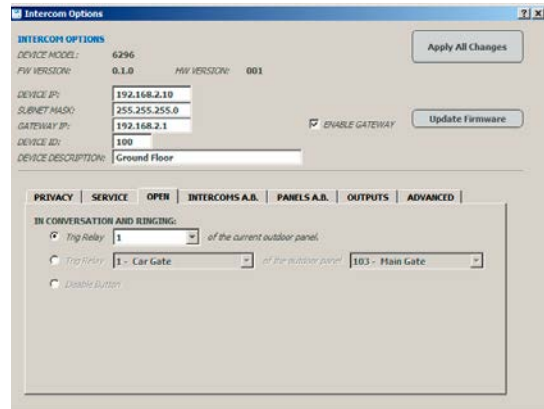 Intercom Options
INTERCOM OPTIONS
DEVICE MODEL: 6296
FW VERSION: 0.1.0 HW VERSION: 001
Apply All Changes
DEVICE IP: 192.168.2.10
SUBNET MASK: 255.255.255.0
GATEWAY IP: 192.168.2.1 ENABLE GATEWAY
Update Firmware
DEVICE ID: 100
DEVICE DESCRIPTION: Ground Floor
PRIVACY SERVICE OPEN INTERCOMS A.B. PANELS A.B. OUTPUTS ADVANCED
IN CONVERSATION AND RINGING:
Trig Relay 1 of the current outdoor panel.
Trig Relay 1 - Car Gate of the outdoor panel 103 - Main Gate
Disable Button